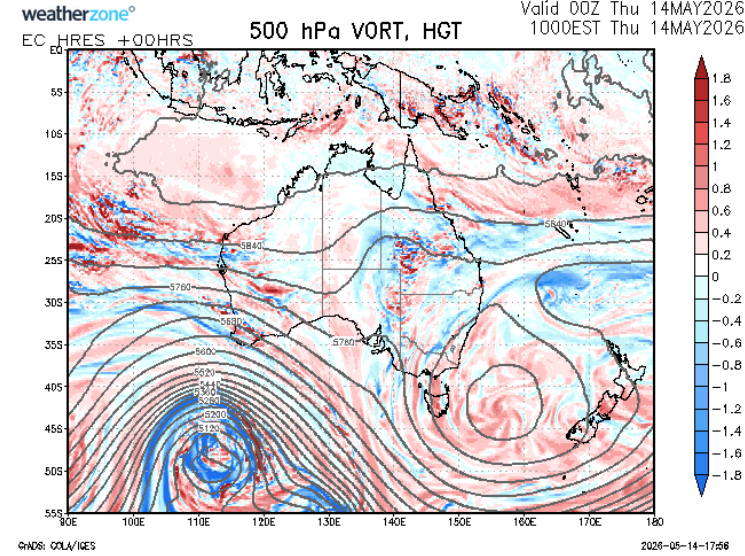 weatherzone°
EC HRES +00HRS
500 hPa VORT, HGT
Valid 00Z Thu 14MAY2026
1000EST Thu 14MAY2026
EQ
5S
10S
15S
20S
25S
30S
35S
40S
45S
50S
55S
90E 100E 110E 120E 130E 140E 150E 160E 170E 180
5840
5840
5760
5680
5760
5600
5520
5440
5360
5280
5200
5120
1.8
1.6
1.4
1.2
1
0.8
0.6
0.4
0.2
0
-0.2
-0.4
-0.6
-0.8
-1
-1.2
-1.4
-1.6
-1.8
GrADS: COLA/IGES
2026-05-14-17:56